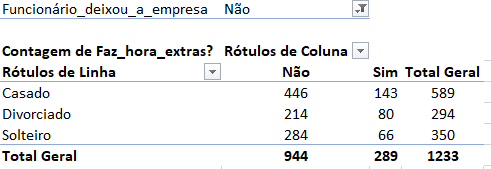 Funcionário_deixou_a_empresa Não
Contagem de Faz_hora_extras? Rótulos de Coluna
Rótulos de Linha Não Sim Total Geral
Casado 446 143 589
Divorciado 214 80 294
Solteiro 284 66 350
Total Geral 944 289 1233